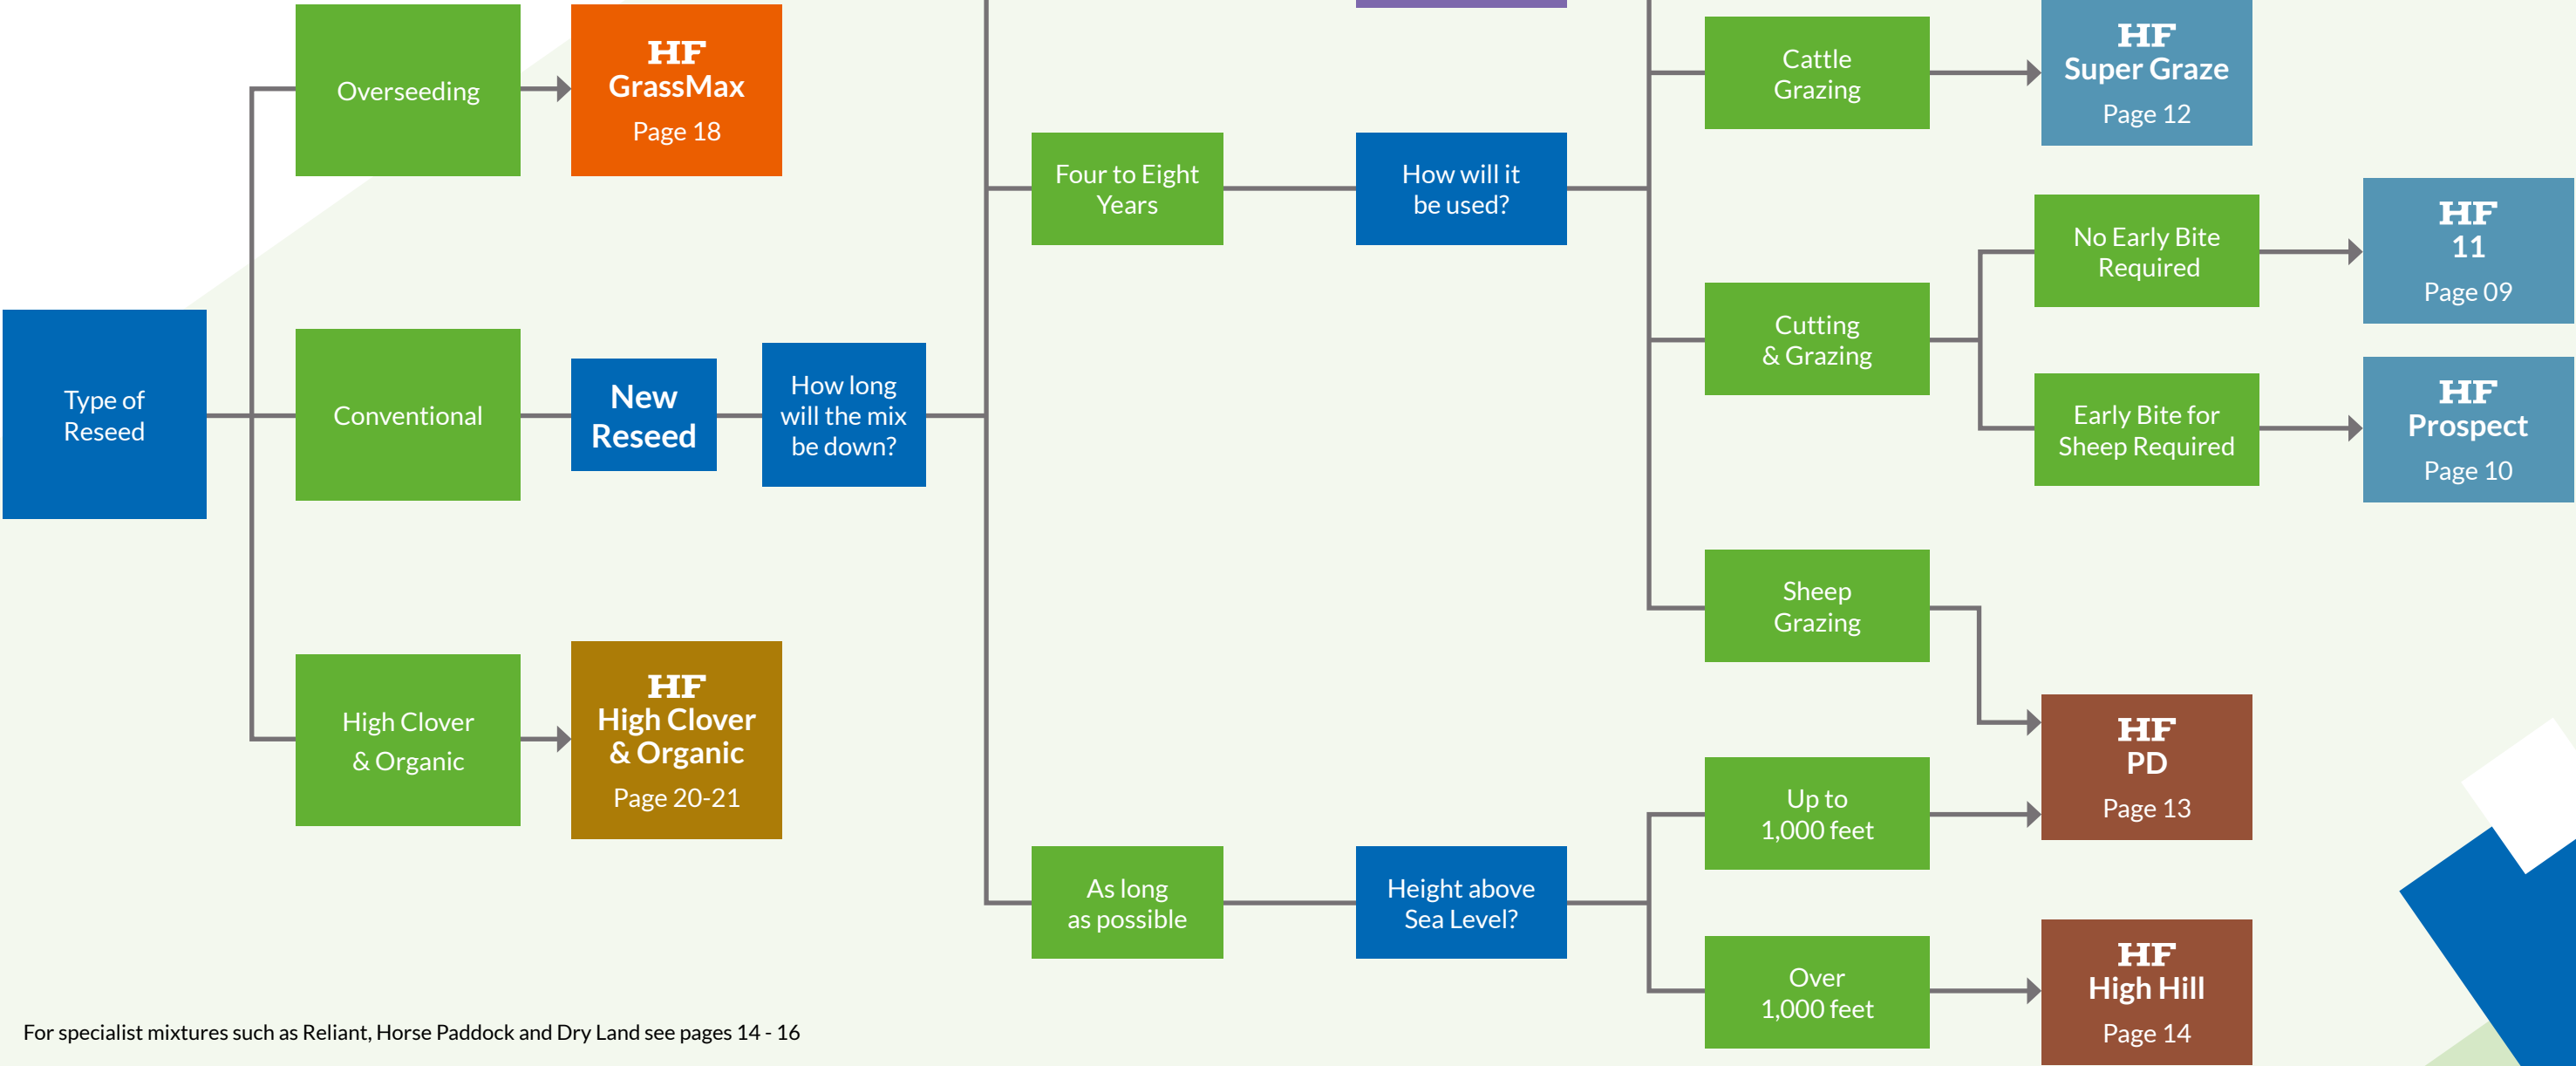 Overseeding
HF
GrassMax
Page 18
Cattle
Grazing
HF
Super Graze
Page 12
Four to Eight
Years
How will it
be used?
No Early Bite
Required
HF
11
Page 09
Cutting
& Grazing
Early Bite for
Sheep Required
HF
Prospect
Page 10
Type of
Reseed
Conventional
New
Reseed
How long
will the mix
be down?
Sheep
Grazing
High Clover
& Organic
HF
High Clover
& Organic
Page 20-21
HF
PD
Page 13
Up to
1,000 feet
As long
as possible
Height above
Sea Level?
Over
1,000 feet
HF
High Hill
Page 14
For specialist mixtures such as Reliant, Horse Paddock and Dry Land see pages 14 - 16